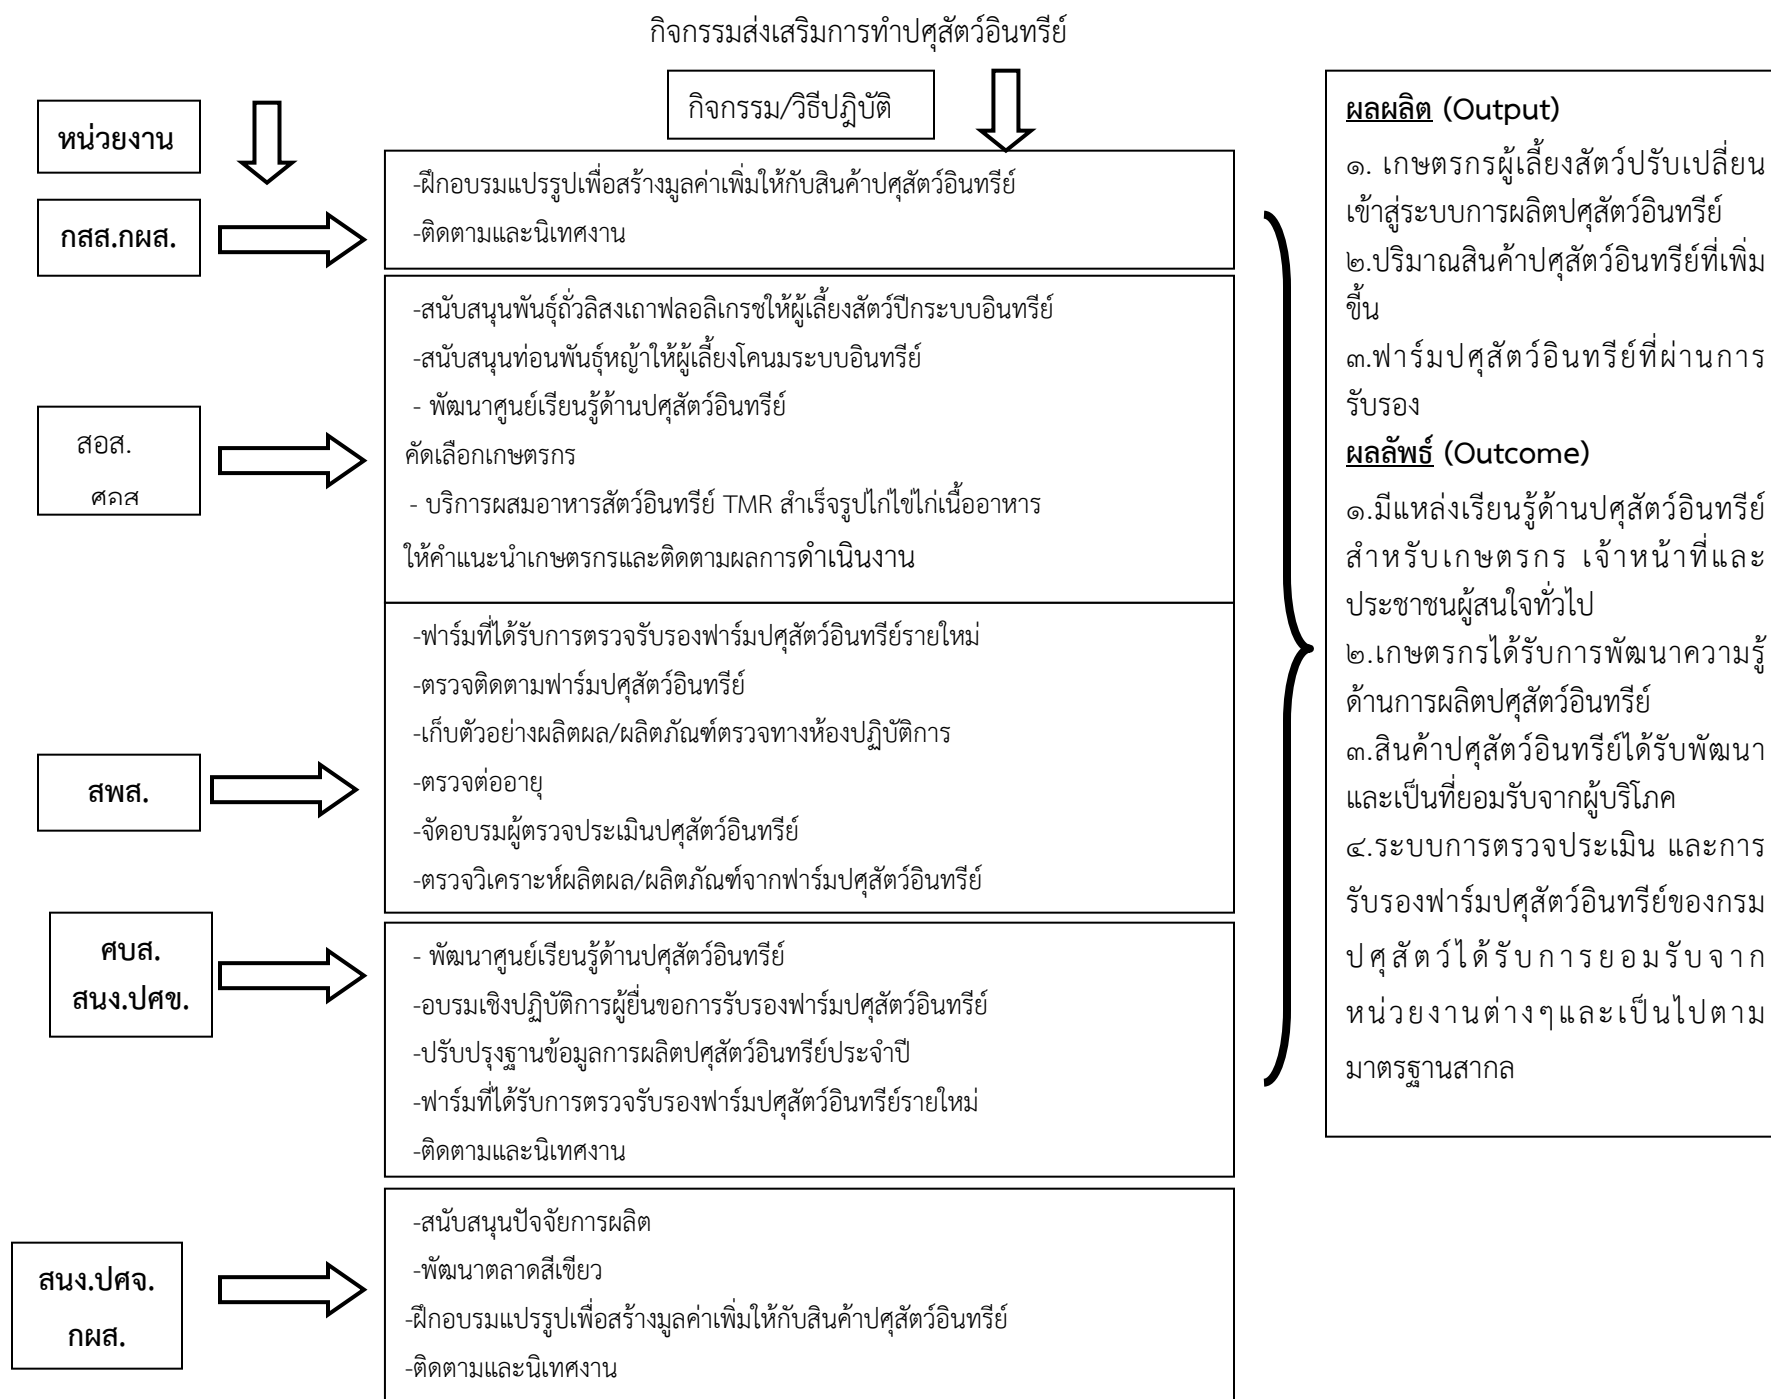 กิจกรรมส่งเสริมการทำปศุสัตว์อินทรีย์
กิจกรรม/วิธีปฎิบัติ
หน่วยงาน
กสส.กผส.
-ฝึกอบรมแปรรูปเพื่อสร้างมูลค่าเพิ่มให้กับสินค้าปศุสัตว์อินทรีย์
-ติดตามและนิเทศงาน
สอส.
ศอส
-สนับสนุนพันธุ์ถั่วลิสงเถาฟลอลิเกรชให้ผู้เลี้ยงสัตว์ปีกระบบอินทรีย์
-สนับสนุนท่อนพันธุ์หญ้าให้ผู้เลี้ยงโคนมระบบอินทรีย์
- พัฒนาศูนย์เรียนรู้ด้านปศุสัตว์อินทรีย์
คัดเลือกเกษตรกร
- บริการผสมอาหารสัตว์อินทรีย์ TMR สำเร็จรูปไก่ไข่ไก่เนื้ออาหาร
ให้คำแนะนำเกษตรกรและติดตามผลการดำเนินงาน
สพส.
-ฟาร์มที่ได้รับการตรวจรับรองฟาร์มปศุสัตว์อินทรีย์รายใหม่
-ตรวจติดตามฟาร์มปศุสัตว์อินทรีย์
-เก็บตัวอย่างผลิตผล/ผลิตภัณฑ์ตรวจทางห้องปฏิบัติการ
-ตรวจต่ออายุ
-จัดอบรมผู้ตรวจประเมินปศุสัตว์อินทรีย์
-ตรวจวิเคราะห์ผลิตผล/ผลิตภัณฑ์จากฟาร์มปศุสัตว์อินทรีย์
ศบส.
สนง.ปศข.
- พัฒนาศูนย์เรียนรู้ด้านปศุสัตว์อินทรีย์
-อบรมเชิงปฏิบัติการผู้ยื่นขอการรับรองฟาร์มปศุสัตว์อินทรีย์
-ปรับปรุงฐานข้อมูลการผลิตปศุสัตว์อินทรีย์ประจำปี
-ฟาร์มที่ได้รับการตรวจรับรองฟาร์มปศุสัตว์อินทรีย์รายใหม่
-ติดตามและนิเทศงาน
สนง.ปศจ.
กผส.
-สนับสนุนปัจจัยการผลิต
-พัฒนาตลาดสีเขียว
-ฝึกอบรมแปรรูปเพื่อสร้างมูลค่าเพิ่มให้กับสินค้าปศุสัตว์อินทรีย์
-ติดตามและนิเทศงาน
ผลผลิต (Output)
๑. เกษตรกรผู้เลี้ยงสัตว์ปรับเปลี่ยน
เข้าสู่ระบบการผลิตปศุสัตว์อินทรีย์
๒.ปริมาณสินค้าปศุสัตว์อินทรีย์ที่เพิ่ม
ขึ้น
๓.ฟาร์มปศุสัตว์อินทรีย์ที่ผ่านการ
รับรอง
ผลลัพธ์ (Outcome)
๑.มีแหล่งเรียนรู้ด้านปศุสัตว์อินทรีย์
สำหรับเกษตรกร เจ้าหน้าที่และ
ประชาชนผู้สนใจทั่วไป
๒.เกษตรกรได้รับการพัฒนาความรู้
ด้านการผลิตปศุสัตว์อินทรีย์
๓.สินค้าปศุสัตว์อินทรีย์ได้รับพัฒนา
และเป็นที่ยอมรับจากผู้บริโภค
๔.ระบบการตรวจประเมิน และการ
รับรองฟาร์มปศุสัตว์อินทรีย์ของกรม
ปศุสัตว์ได้รับการยอมรับจาก
หน่วยงานต่างๆและเป็นไปตาม
มาตรฐานสากล